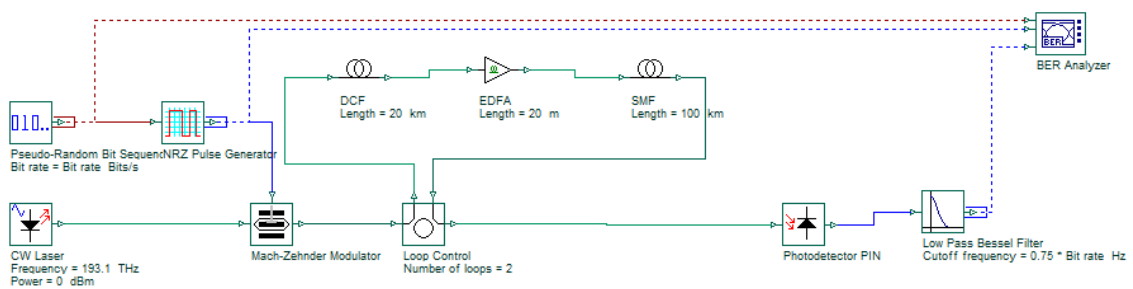 BER
BER Analyzer
DCF
Length = 20 km
EDFA
Length = 20 m
SMF
Length = 100 km
010..
Pseudo-Random Bit Sequenc
Bit rate = Bit rate Bits/s
NRZ Pulse Generator
CW Laser
Frequency = 193.1 THz
Power = 0 dBm
Mach-Zehnder Modulator
Loop Control
Number of loops = 2
Photodetector PIN
Low Pass Bessel Filter
Cutoff frequency = 0.75 * Bit rate Hz